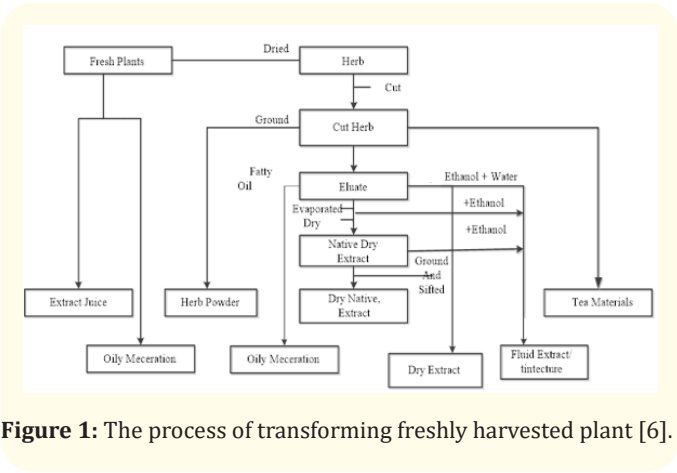 Dried
Fresh Plants
Herb
Cut
Ground
Cut Herb
Fatty
Oil
Ethanol + Water
Eluate
Evaporated
Dry
+Ethanol
+Ethanol
Native Dry
Extract
Ground
And
Sifted
Dry Native,
Extract
Extract Juice
Herb Powder
Tea Materials
Oily Meceration
Oily Meceration
Dry Extract
Fluid Extract/
tintecture
Figure 1: The process of transforming freshly harvested plant [6].